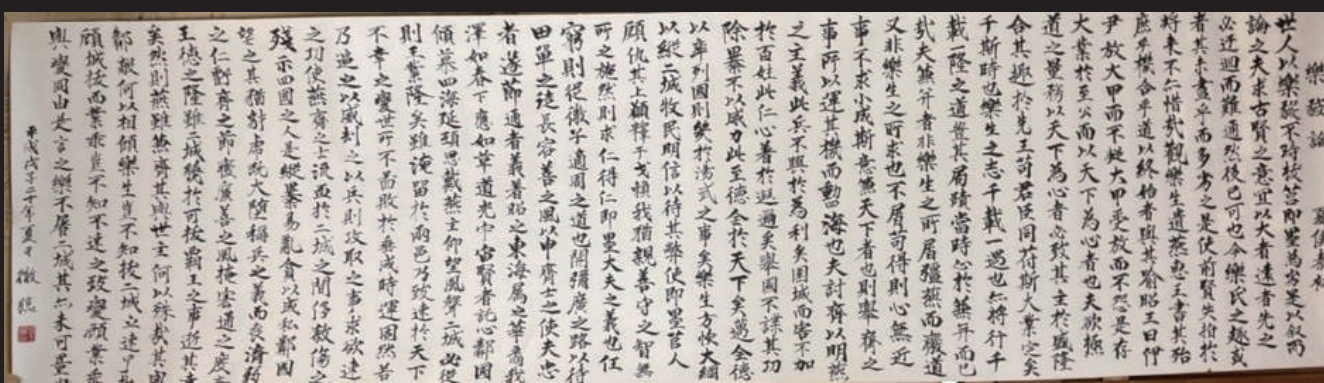 樂毅論 夏侯泰初
世人以樂毅不時拔莒即墨為劣是以叙而
論之夫求古賢之意宜以大者遠者先之
必迂迴而難通然後已可也今樂氏之趣或
者其未盡乎而多劣之是使前賢失指於
將来不亦惜哉觀樂生遺燕惠王書其殆
庶乎機合乎道以終始者與其喻昭王曰伊
尹放大甲而不疑大甲受放而不怨是存
大業於至公而以天下為心者也夫欲極
道之量務以天下為心者必致其主於盛隆
合其趣於先王苟君臣同符斯大業定矣
于斯時也樂生之志千載一遇也亦將行千
載一隆之道豈其局蹟當時止於兼并而已
哉夫兼并者非樂生之所屑彊燕而廢道
又非樂生之所求也不屑苟得則心無近
事不求小成斯意兼天下者也則舉齊之
事所以運其機而動四海也夫討齊以明燕
之主義此兵不興於為利矣圍城而害不加
於百姓此仁心著於遐邇矣舉國不謀其功
除暴不以威力此至德全於天下矣邁全德
以率列國則幾於湯武之事矣樂生方恢大綱
以縱二城牧民明信以待其弊使即墨莒人
顧仇其上願釋干戈賴我猶親善守之智無
所之施然則求仁得仁即墨大夫之義也任
窮則從微子適周之道也開彌廣之路以待
田單之徒長容善之風以申齊士之使夫忠
者遂節通者義著昭之東海屬之華裔我
澤如春下應如草道光宇宙賢者託心鄰國
傾慕四海延頸思戴燕主仰望風聲二城必從
則王業隆矣雖淹留於兩邑乃致速於天下
不幸之變世所不圖敗於垂成時運固然若
乃逼之以威劫之以兵則攻取之事求欲速
之功使燕齊之士流血於二城之間侈殺傷之
殘示四國之人是縱暴易亂貪以成私鄰國
望之其猶豺虎既大墮稱兵之義而喪濟弱
之仁虧齊之節廢廉善之風掩宏通之度
王德之隆雖二城幾於可拔霸王之事逝其
矣然則燕雖兼齊其與世主何以殊哉其與
鄰敵何以相傾樂生豈不知拔二城之速了
顧城拔而業乖豈不知不速之致變顧業乖
與變同由是言之樂不屠二城其亦未可量
平成戊子二十年夏日